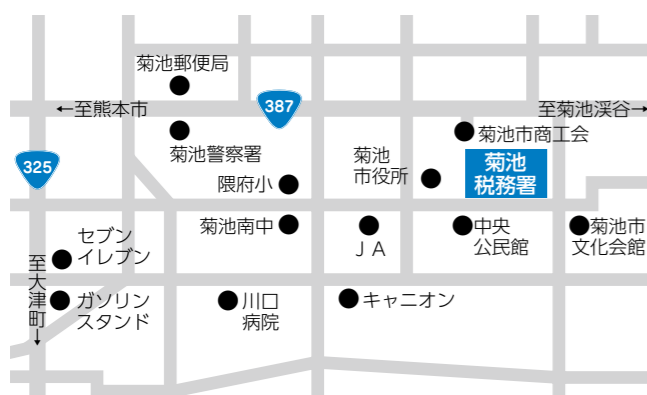 菊池郵便局
387
←至熊本市
至菊池渓谷→
菊池警察署
菊池
市役所
菊池市商工会
菊池
税務署
325
隈府小
菊池南中
ＪＡ
中央
公民館
菊池市
文化会館
セブン
イレブン
至大津町→
ガソリン
スタンド
川口
病院
キャニオン